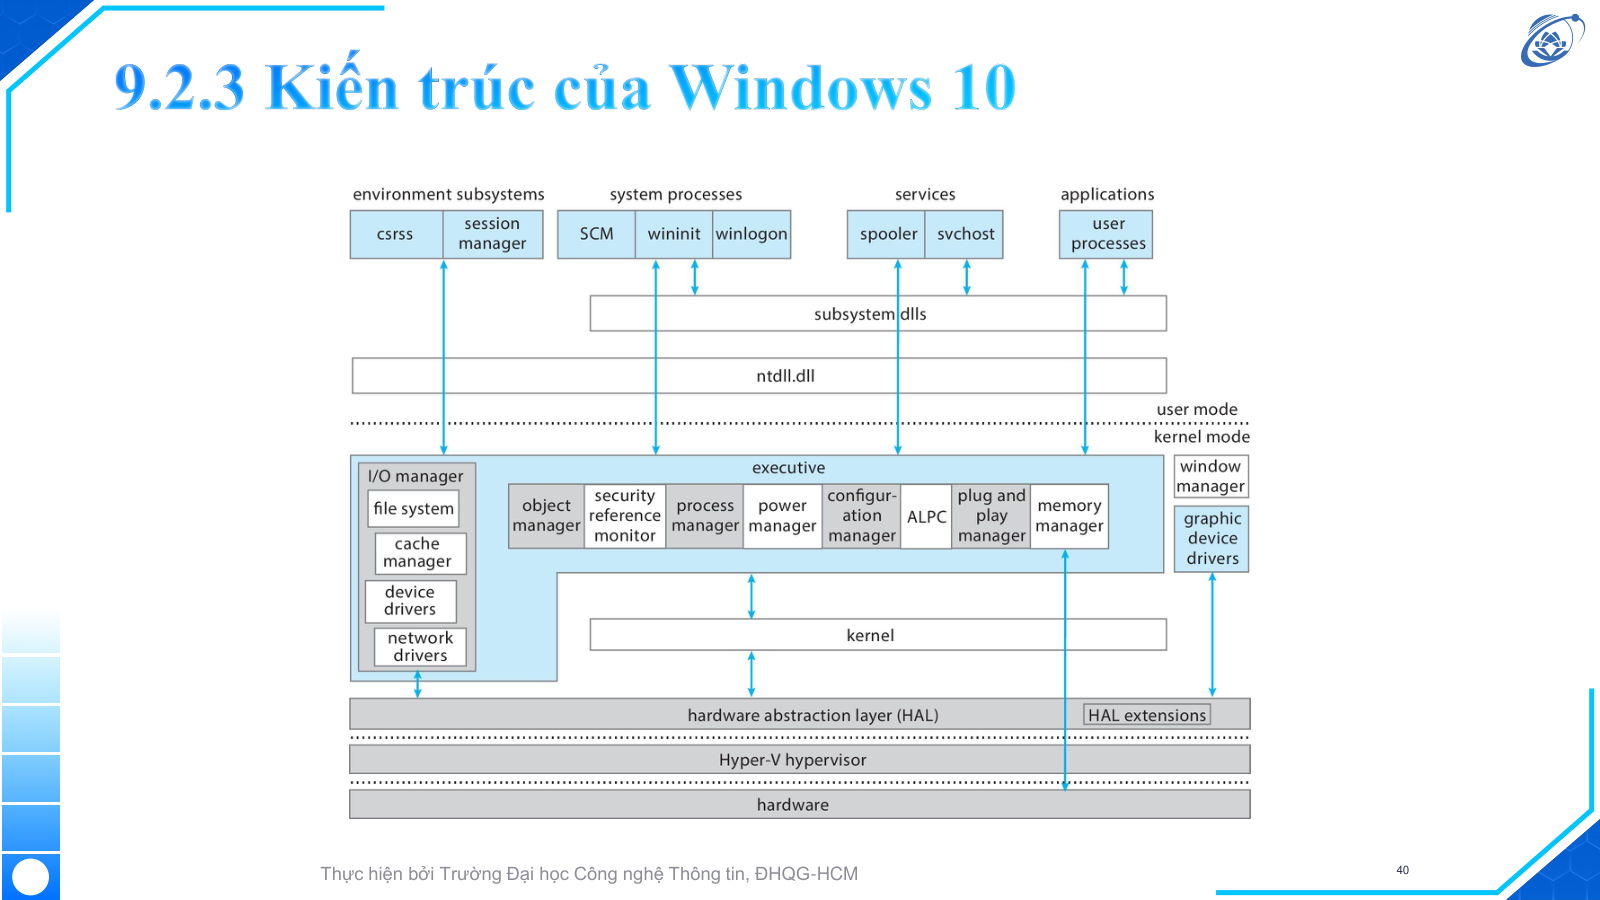 9.2.3 Kiến trúc của Windows 10
environment subsystems
system processes
services
applications
csrss
session
manager
SCM
wininit
winlogon
spooler
svchost
user
processes
subsystem dlls
ntdll.dll
user mode
kernel mode
executive
I/O manager
file system
cache
manager
device
drivers
network
drivers
object
manager
security
reference
monitor
process
manager
power
manager
configur-
ation
manager
ALPC
plug and
play
manager
memory
manager
window
manager
graphic
device
drivers
kernel
hardware abstraction layer (HAL)
HAL extensions
Hyper-V hypervisor
hardware
Thực hiện bởi Trường Đại học Công nghệ Thông tin, ĐHQG-HCM
40